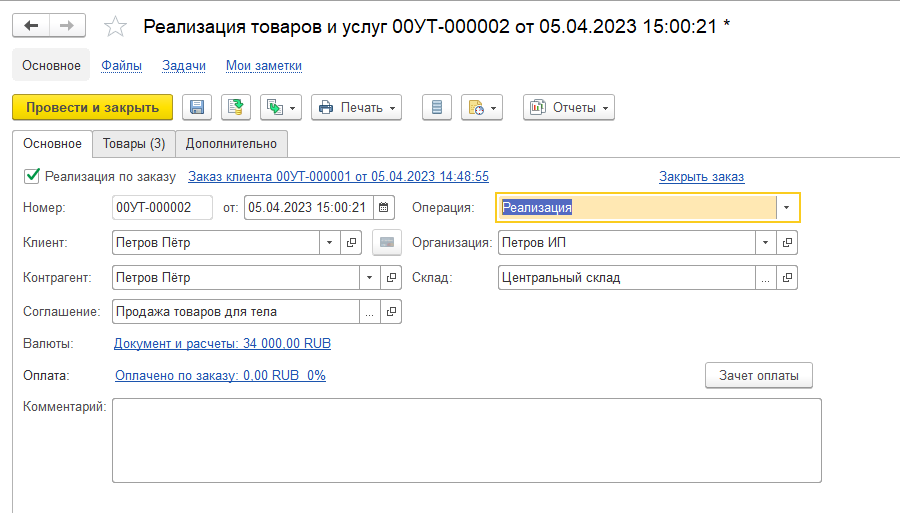 Реализация товаров и услуг 00УТ-000002 от 05.04.2023 15:00:21 *
Основное Файлы Задачи Мои заметки
Провести и закрыть Печать Отчеты
Основное Товары (3) Дополнительно
Реализация по заказу Заказ клиента 00УТ-000001 от 05.04.2023 14:48:55 Закрыть заказ
Номер: 00УТ-000002 от: 05.04.2023 15:00:21 Операция: Реализация
Клиент: Петров Пётр Организация: Петров ИП
Контрагент: Петров Пётр Склад: Центральный склад ...
Соглашение: Продажа товаров для тела ...
Валюты: Документ и расчеты: 34 000,00 RUB
Оплата: Оплачено по заказу: 0,00 RUB 0% Зачет оплаты
Комментарий: